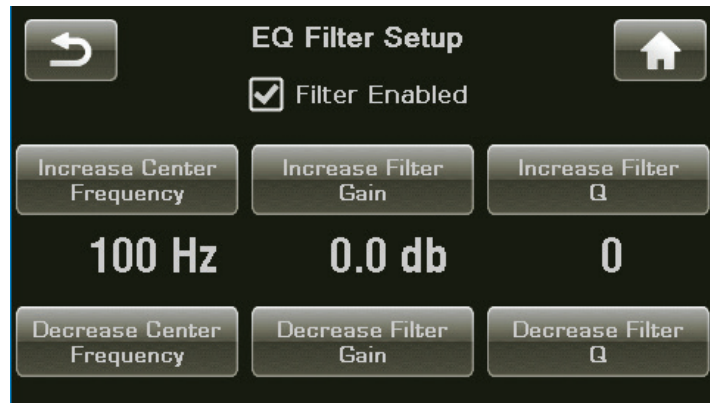 EQ Filter Setup
Filter Enabled
Increase Center
Frequency
Increase Filter
Gain
Increase Filter
Q
100 Hz
0.0 db
0
Decrease Center
Frequency
Decrease Filter
Gain
Decrease Filter
Q